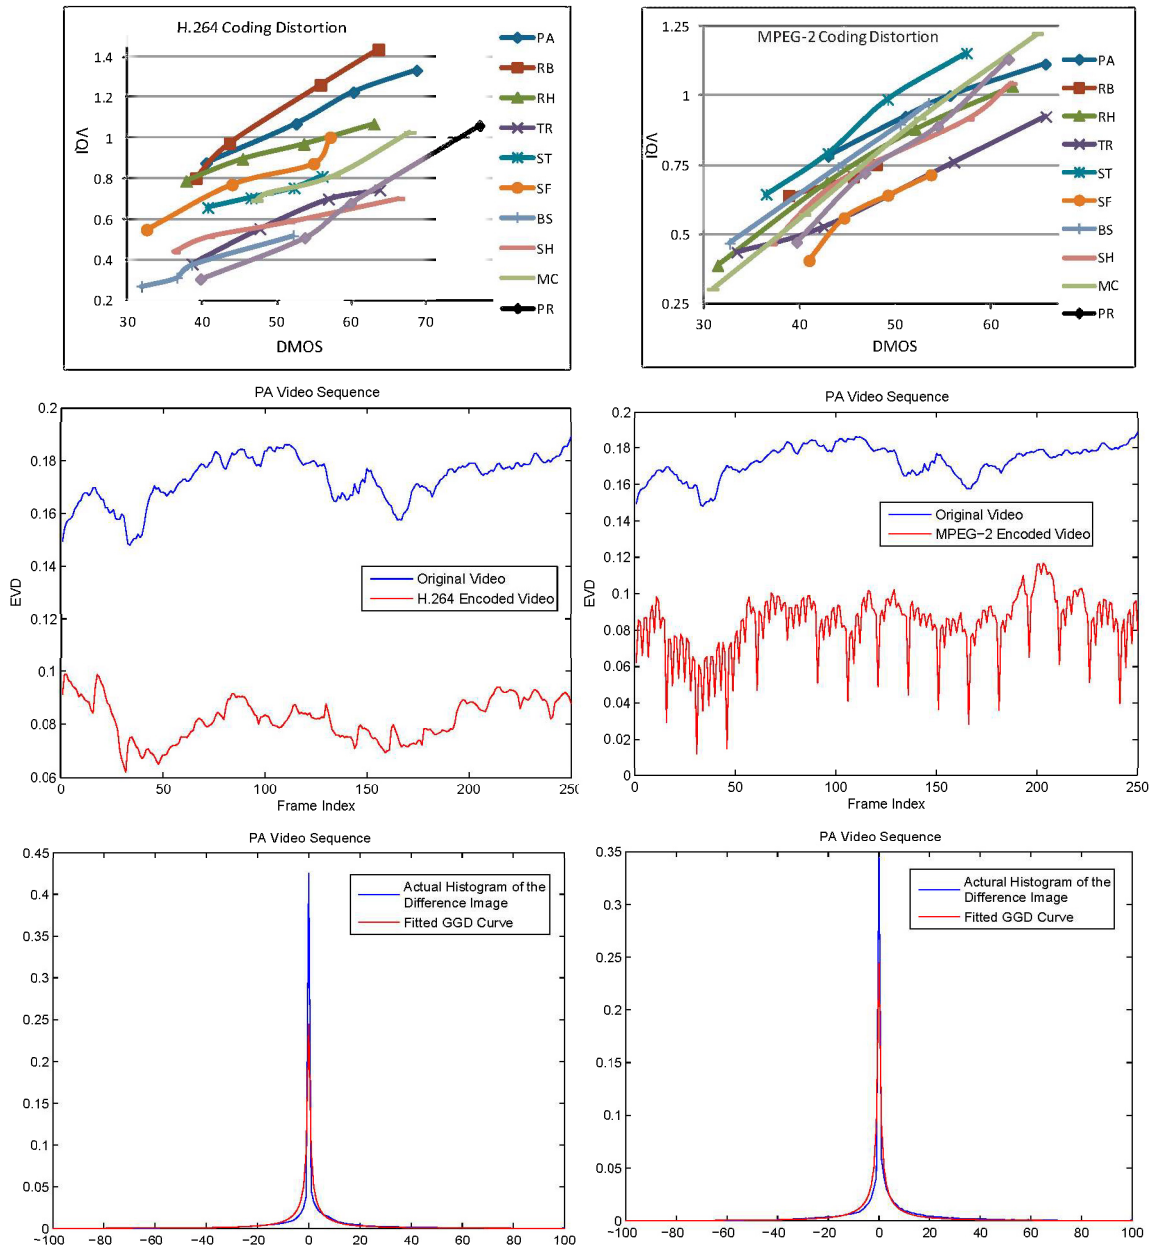 H.264 Coding Distortion
1.4
1.2
1
0.8
0.6
0.4
0.2
30 40 50 60 70
DMOS
VQI
PA
RB
RH
TR
ST
SF
BS
SH
MC
PR
MPEG-2 Coding Distortion
1.25
1
0.75
0.5
0.25
30 40 50 60
DMOS
VQI
PA
RB
RH
TR
ST
SF
BS
SH
MC
PR
PA Video Sequence
0.2
0.18
0.16
0.14
0.12
0.1
0.08
0.06
EVD
Original Video
H.264 Encoded Video
0 50 100 150 200 250
Frame Index
PA Video Sequence
0.2
0.18
0.16
0.14
0.12
0.1
0.08
0.06
0.04
0.02
0
EVD
Original Video
MPEG−2 Encoded Video
0 50 100 150 200 250
Frame Index
PA Video Sequence
0.45
0.4
0.35
0.3
0.25
0.2
0.15
0.1
0.05
0
Actual Histogram of the
Difference Image
Fitted GGD Curve
−100 −80 −60 −40 −20 0 20 40 60 80 100
PA Video Sequence
0.35
0.3
0.25
0.2
0.15
0.1
0.05
0
Actural Histogram of the
Difference Image
Fitted GGD Curve
−100 −80 −60 −40 −20 0 20 40 60 80 100